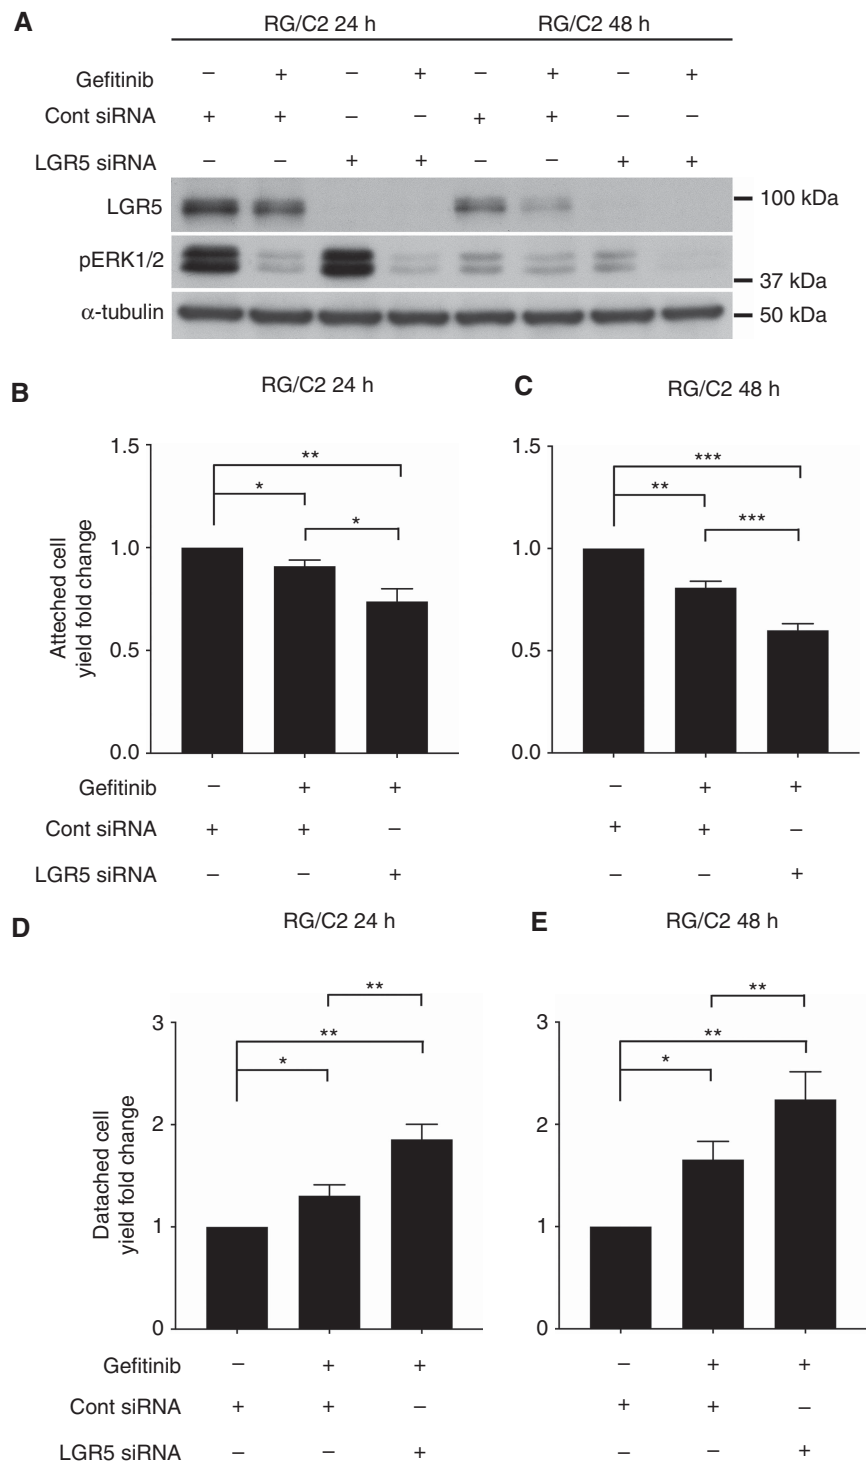 A
RG/C2 24 h RG/C2 48 h
Gefitinib – + – + – + – +
Cont siRNA + + – – + + – –
LGR5 siRNA – – + + – – + +
LGR5 100 kDa
pERK1/2 37 kDa
α-tubulin 50 kDa
B RG/C2 24 h
Atteched cell
yield fold change
1.5
1.0
0.5
0.0
**
*
*
Gefitinib – + +
Cont siRNA + + –
LGR5 siRNA – – +
C RG/C2 48 h
1.5
1.0
0.5
0.0
***
**
***
– + +
+ + –
– – +
D RG/C2 24 h
Datached cell
yield fold change
3
2
1
0
**
**
*
Gefitinib – + +
Cont siRNA + + –
LGR5 siRNA – – +
E RG/C2 48 h
3
2
1
0
**
**
*
– + +
+ + –
– – +